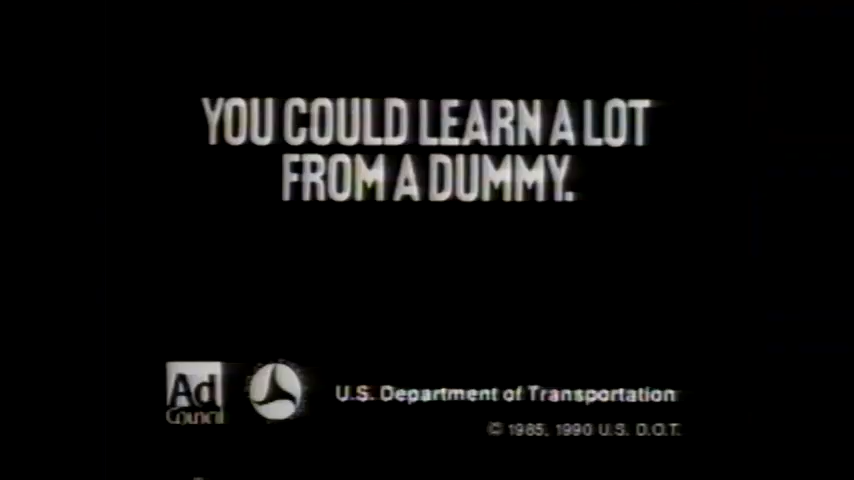 YOU COULD LEARN A LOT
FROM A DUMMY.
Ad
COUNCIL
U.S. Department of Transportation
© 1985, 1990 U.S. D.O.T.